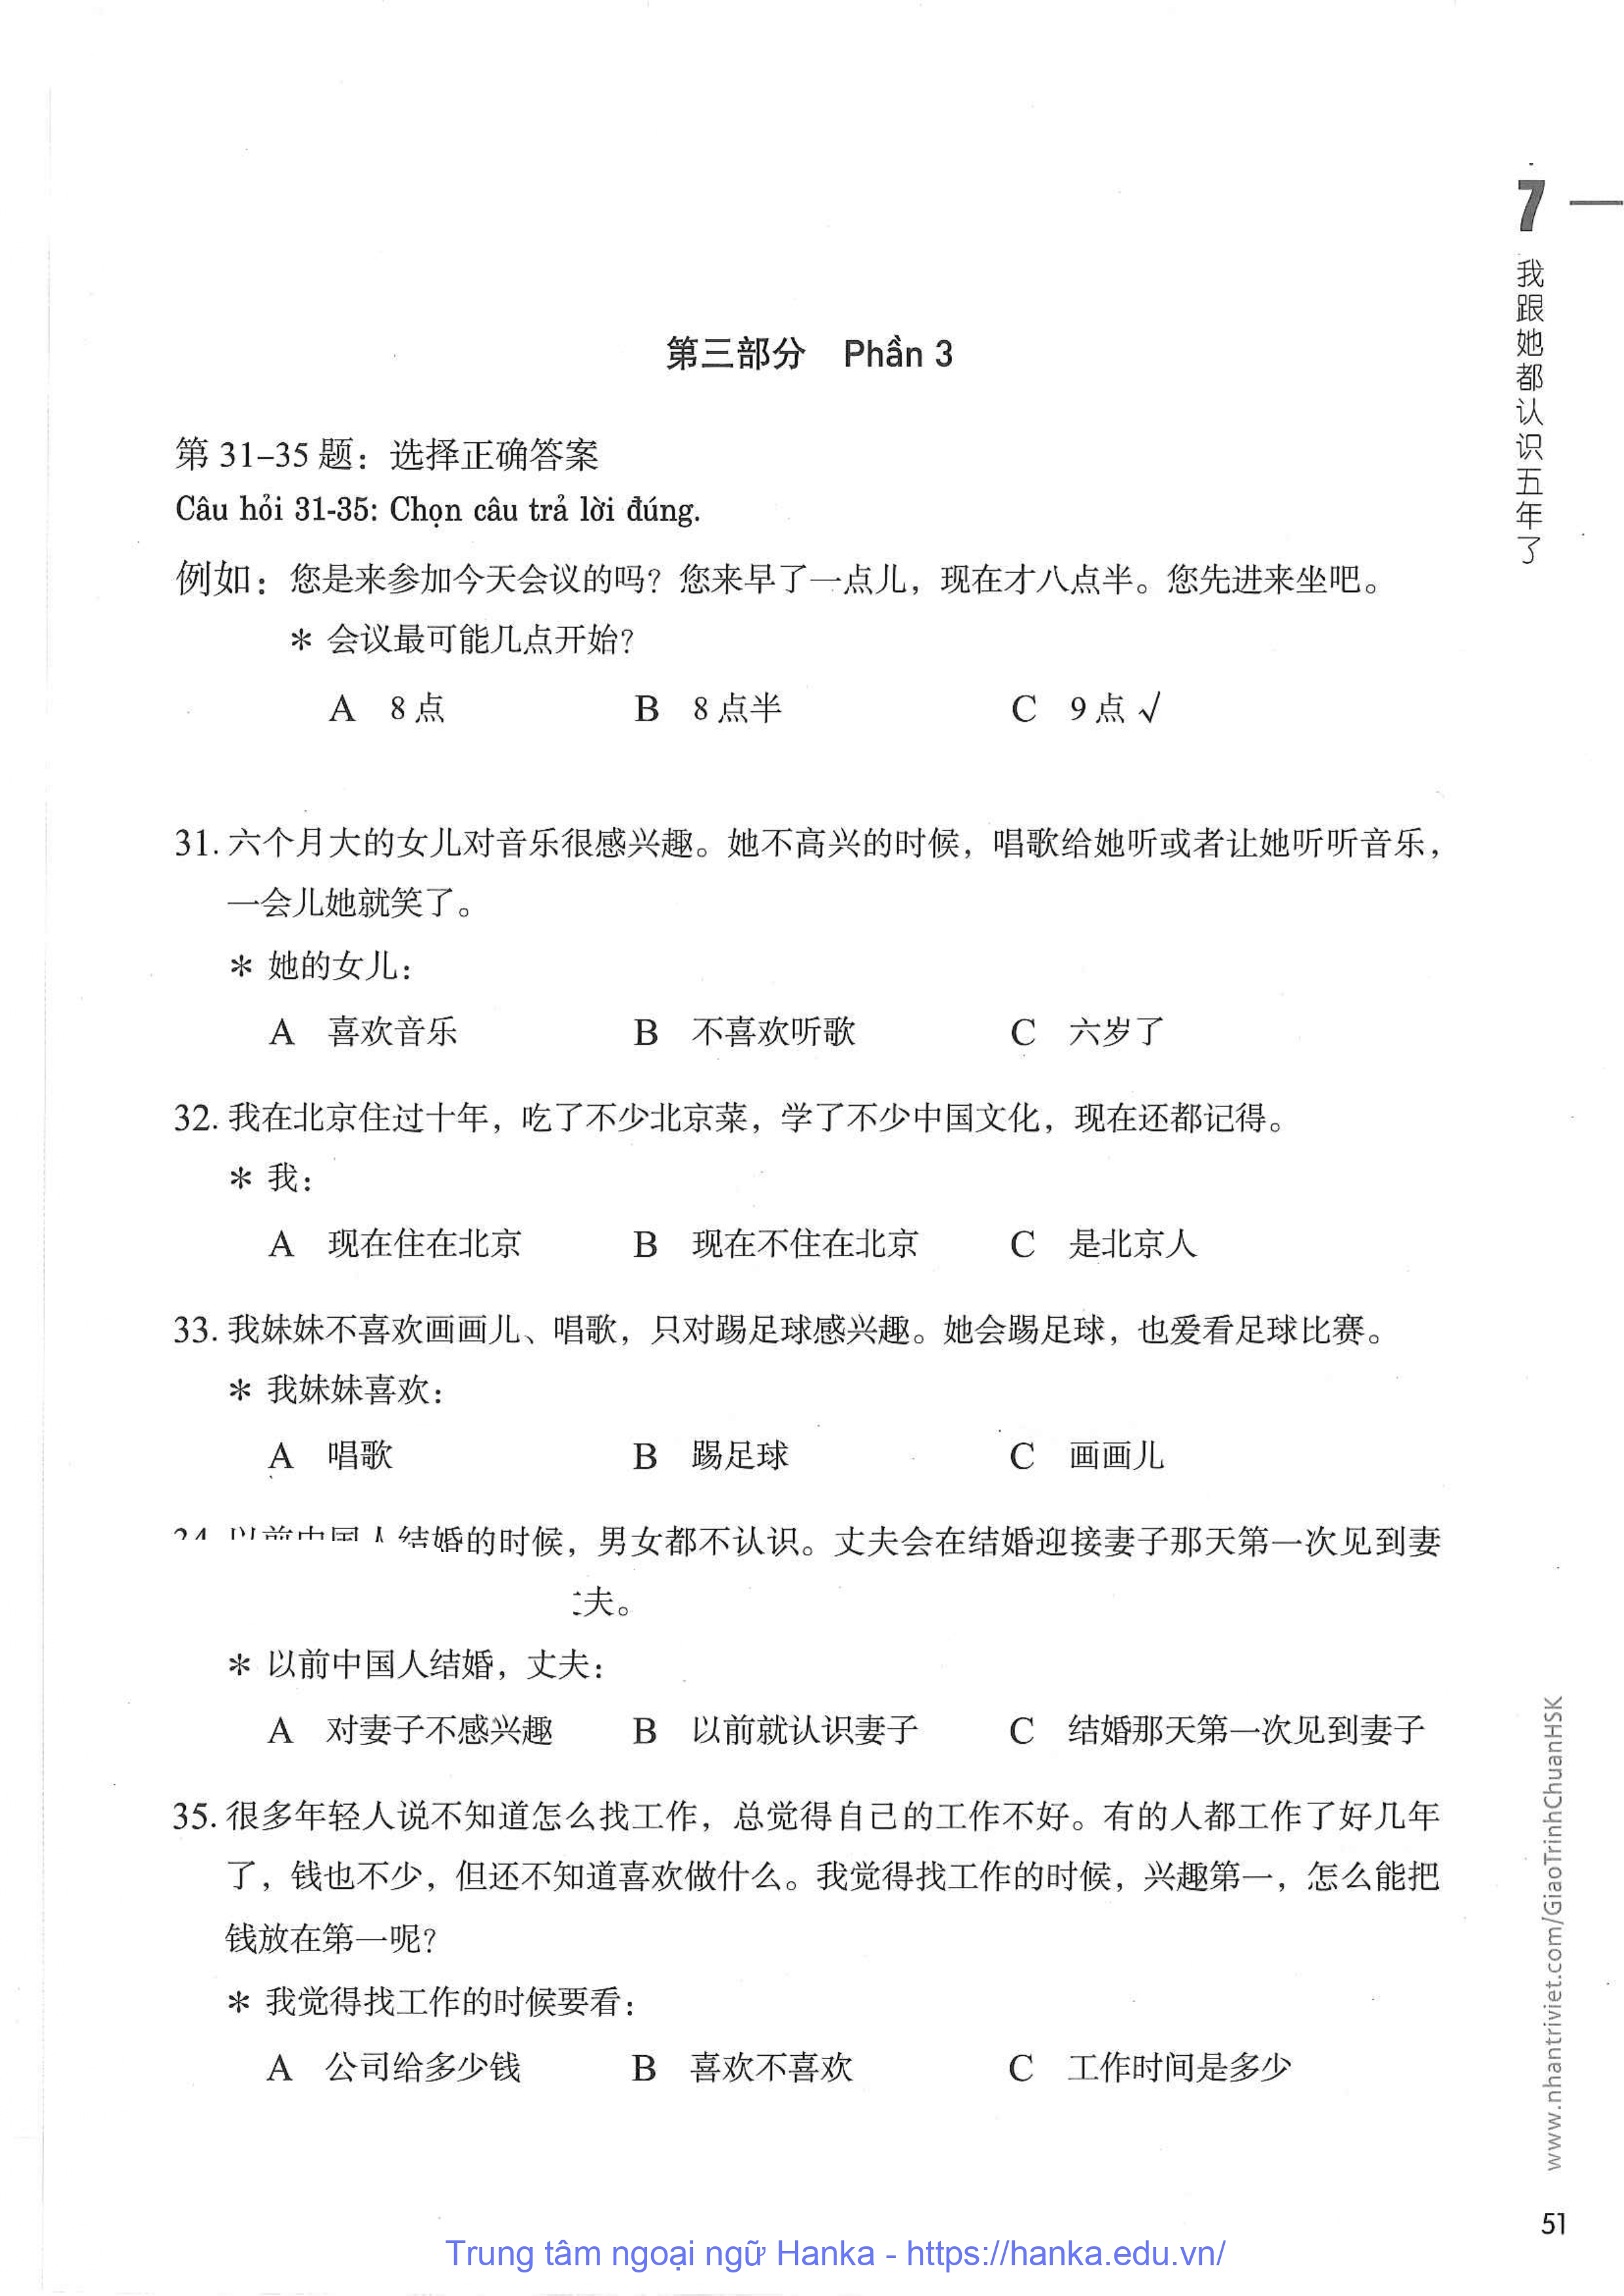 7
我跟她都认识五年了
第三部分 Phần 3
第 31–35 题：选择正确答案
Câu hỏi 31-35: Chọn câu trả lời đúng.
例如：您是来参加今天会议的吗？您来早了一点儿，现在才八点半。您先进来坐吧。
＊ 会议最可能几点开始？
A 8 点 B 8 点半 C 9 点 √
31. 六个月大的女儿对音乐很感兴趣。她不高兴的时候，唱歌给她听或者让她听听音乐，
一会儿她就笑了。
＊ 她的女儿：
A 喜欢音乐 B 不喜欢听歌 C 六岁了
32. 我在北京住过十年，吃了不少北京菜，学了不少中国文化，现在还都记得。
＊ 我：
A 现在住在北京 B 现在不住在北京 C 是北京人
33. 我妹妹不喜欢画画儿、唱歌，只对踢足球感兴趣。她会踢足球，也爱看足球比赛。
＊ 我妹妹喜欢：
A 唱歌 B 踢足球 C 画画儿
结婚的时候，男女都不认识。丈夫会在结婚迎接妻子那天第一次见到妻
夫。
＊ 以前中国人结婚，丈夫：
A 对妻子不感兴趣 B 以前就认识妻子 C 结婚那天第一次见到妻子
35. 很多年轻人说不知道怎么找工作，总觉得自己的工作不好。有的人都工作了好几年
了，钱也不少，但还不知道喜欢做什么。我觉得找工作的时候，兴趣第一，怎么能把
钱放在第一呢？
＊ 我觉得找工作的时候要看：
A 公司给多少钱 B 喜欢不喜欢 C 工作时间是多少
www.nhantriviet.com/GiaoTrinhChuanHSK
51
Trung tâm ngoại ngữ Hanka - https://hanka.edu.vn/